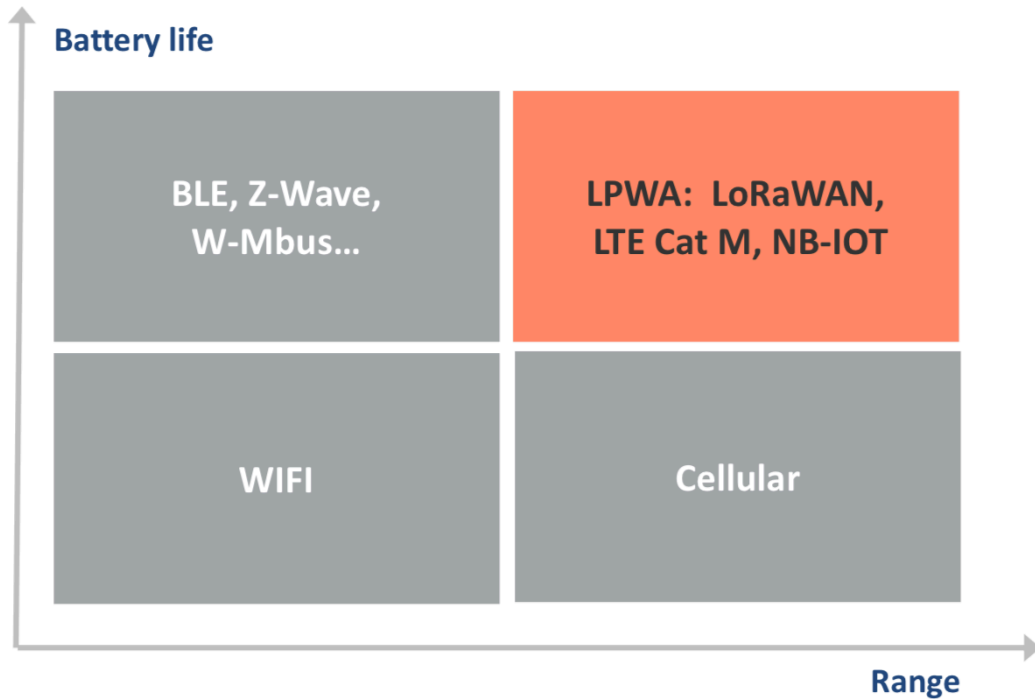 Battery life
BLE, Z-Wave,
W-Mbus...
LPWA: LoRaWAN,
LTE Cat M, NB-IOT
WIFI
Cellular
Range